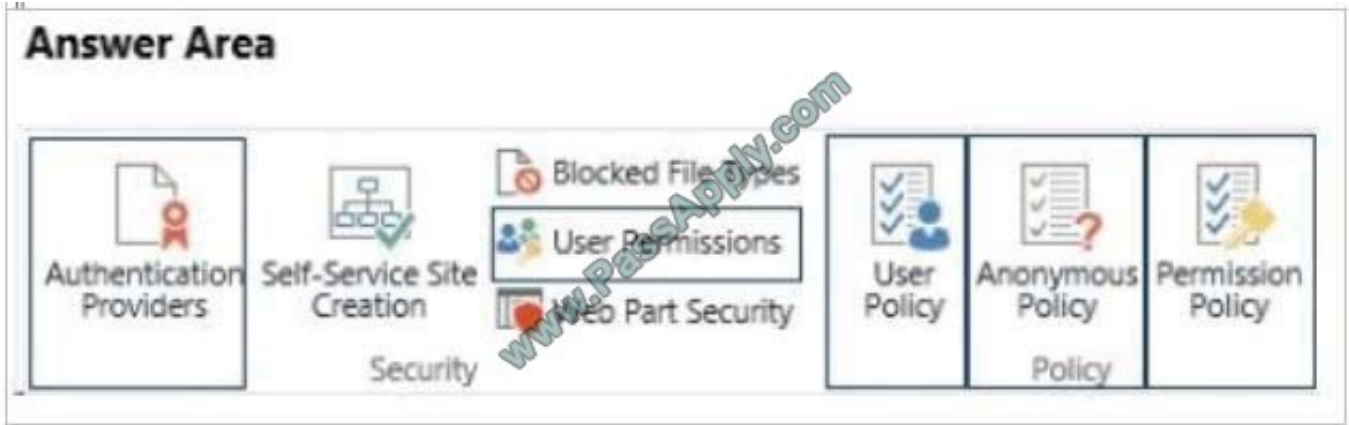 Answer Area
Authentication Providers
Self-Service Site Creation
Blocked File Types
User Permissions
Web Part Security
Security
User Policy
Anonymous Policy
Permission Policy
Policy
www.PassApply.com